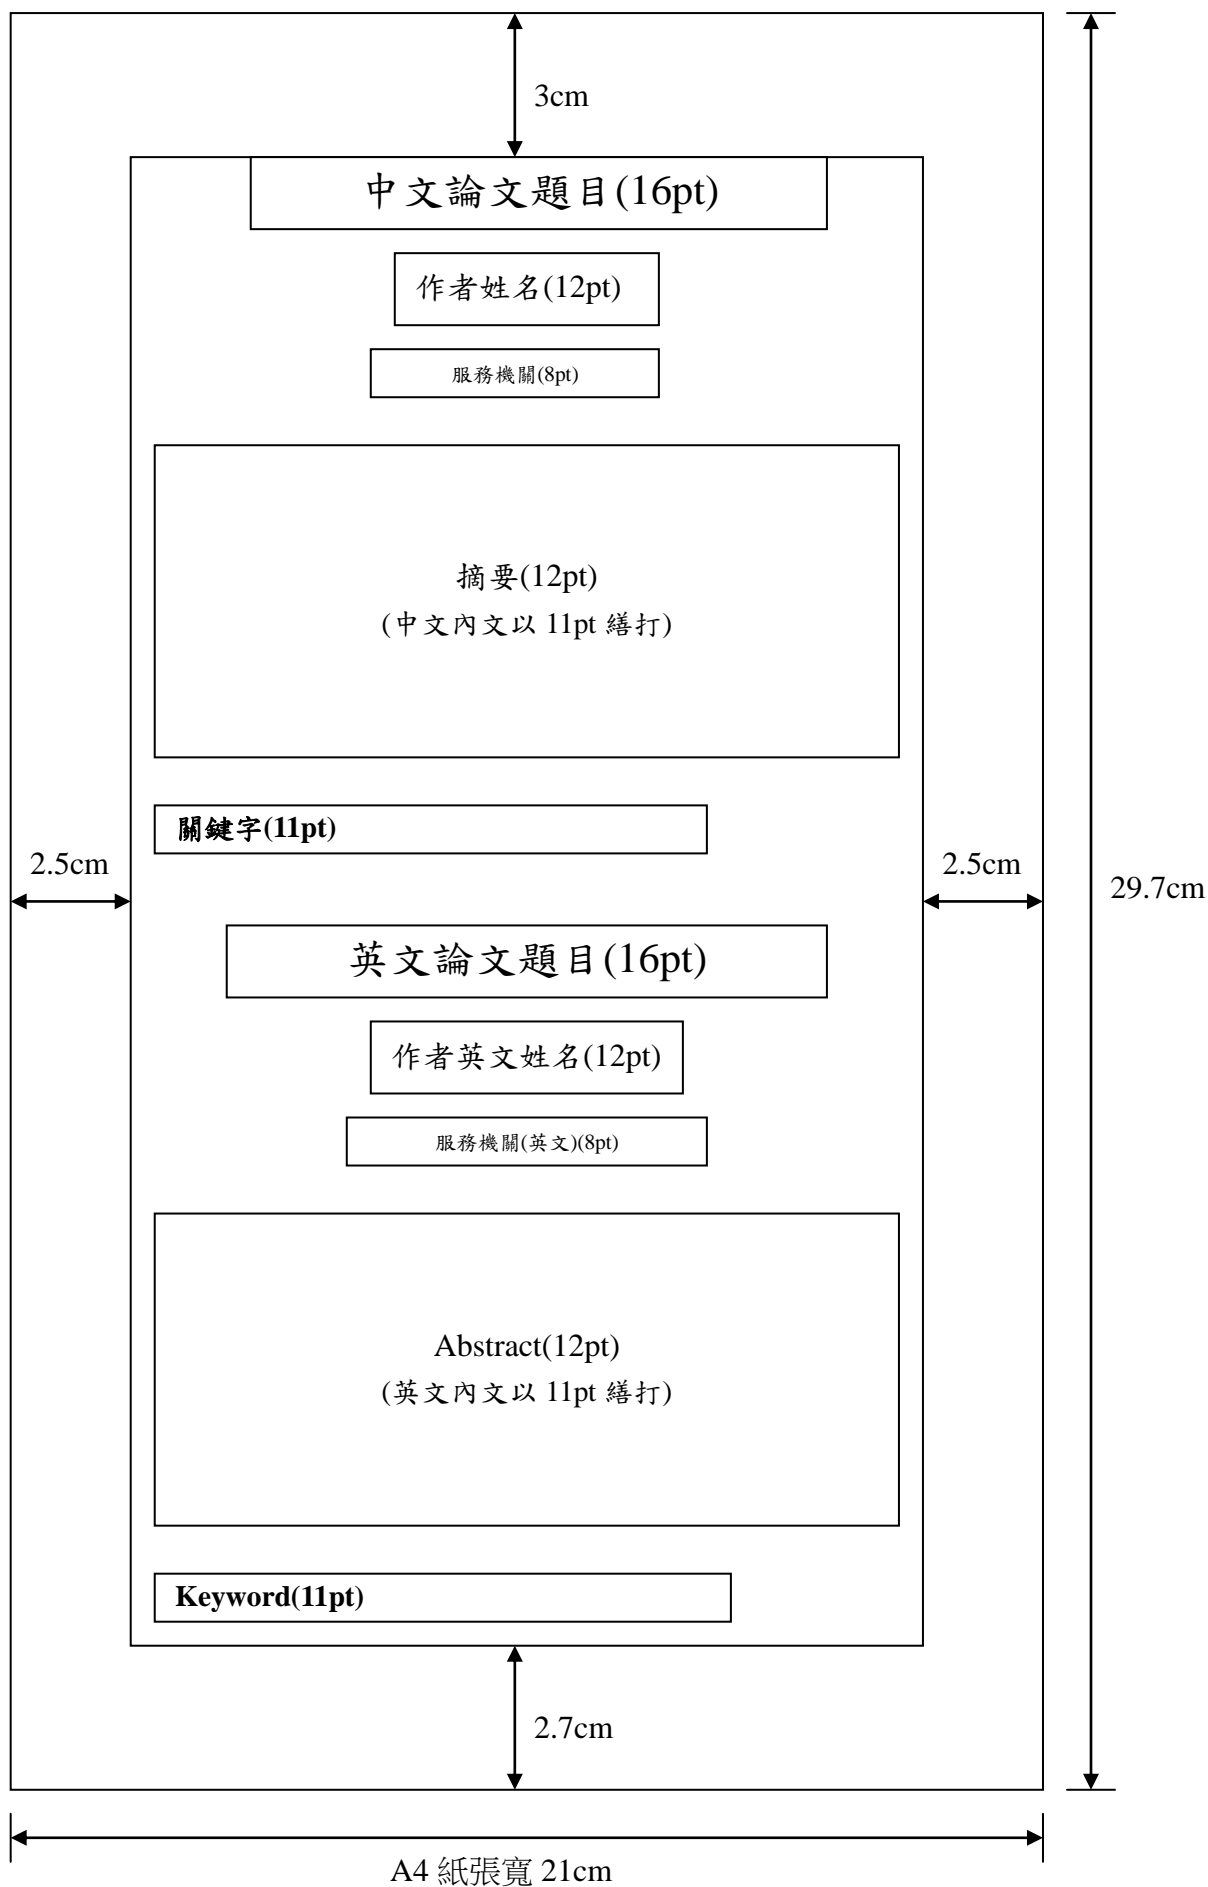 3cm
中文論文題目(16pt)
作者姓名(12pt)
服務機關(8pt)
摘要(12pt)
(中文內文以 11pt 繕打)
關鍵字(11pt)
2.5cm
2.5cm
29.7cm
英文論文題目(16pt)
作者英文姓名(12pt)
服務機關(英文)(8pt)
Abstract(12pt)
(英文內文以 11pt 繕打)
Keyword(11pt)
2.7cm
A4 紙張寬 21cm